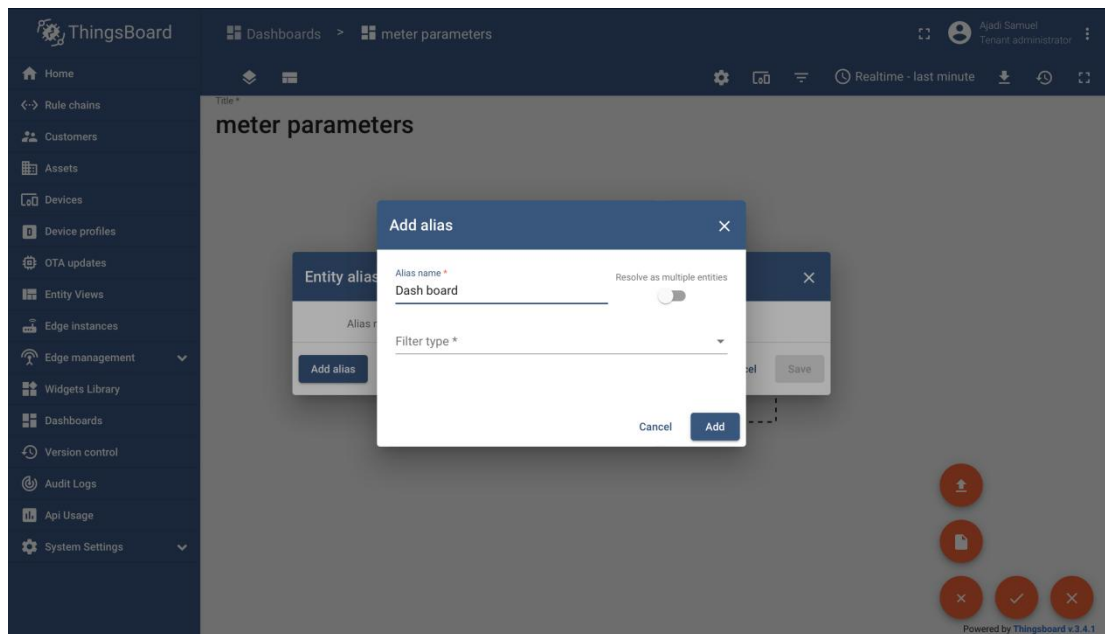 ThingsBoard
Dashboards > meter parameters
Ajadi Samuel
Tenant administrator
Home
Realtime - last minute
Rule chains
Customers
Assets
Devices
Device profiles
OTA updates
Entity Views
Edge instances
Edge management
Widgets Library
Dashboards
Version control
Audit Logs
Api Usage
System Settings
Title *
meter parameters
Entity alias
Alias
Add alias
Save
Add alias
Alias name *
Dash board
Resolve as multiple entities
Filter type *
Cancel
Add
Powered by Thingsboard v.3.4.1